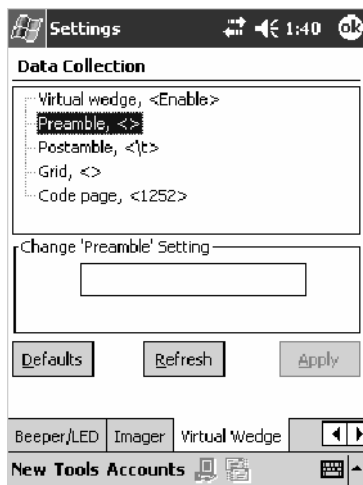 Settings 1:40 ok
Data Collection
Virtual wedge, <Enable>
Preamble, <>
Postamble, <\t>
Grid, <>
Code page, <1252>
Change 'Preamble' Setting
Defaults Refresh Apply
Beeper/LED Imager Virtual Wedge
New Tools Accounts